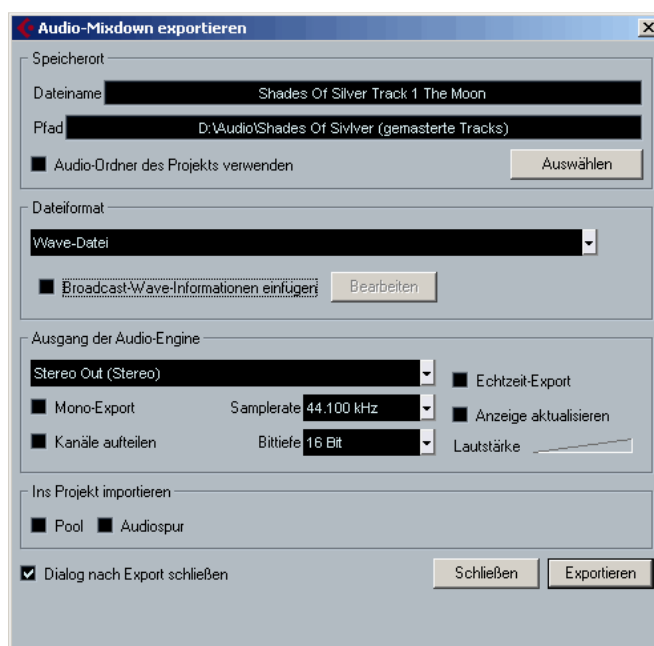 Audio-Mixdown exportieren
Speicherort
Dateiname Shades Of Silver Track 1 The Moon
Pfad D:\Audio\Shades Of Sivlver (gemasterte Tracks)
Audio-Ordner des Projekts verwenden Auswählen
Dateiformat
Wave-Datei
Broadcast-Wave-Informationen einfügen Bearbeiten
Ausgang der Audio-Engine
Stereo Out (Stereo)
Echtzeit-Export
Mono-Export Samplerate 44.100 kHz Anzeige aktualisieren
Kanäle aufteilen Bittiefe 16 Bit Lautstärke
Ins Projekt importieren
Pool Audiospur
Dialog nach Export schließen Schließen Exportieren